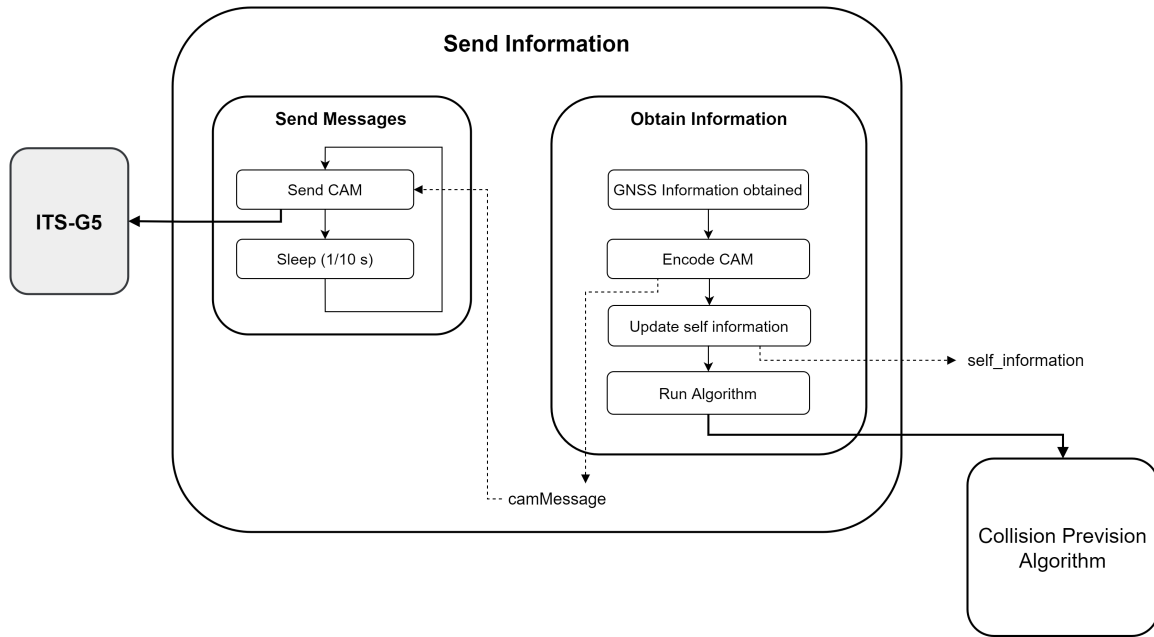 Send Information
Send Messages
Send CAM
Sleep (1/10 s)
ITS-G5
Obtain Information
GNSS Information obtained
Encode CAM
Update self information
Run Algorithm
self_information
camMessage
Collision Prevision
Algorithm